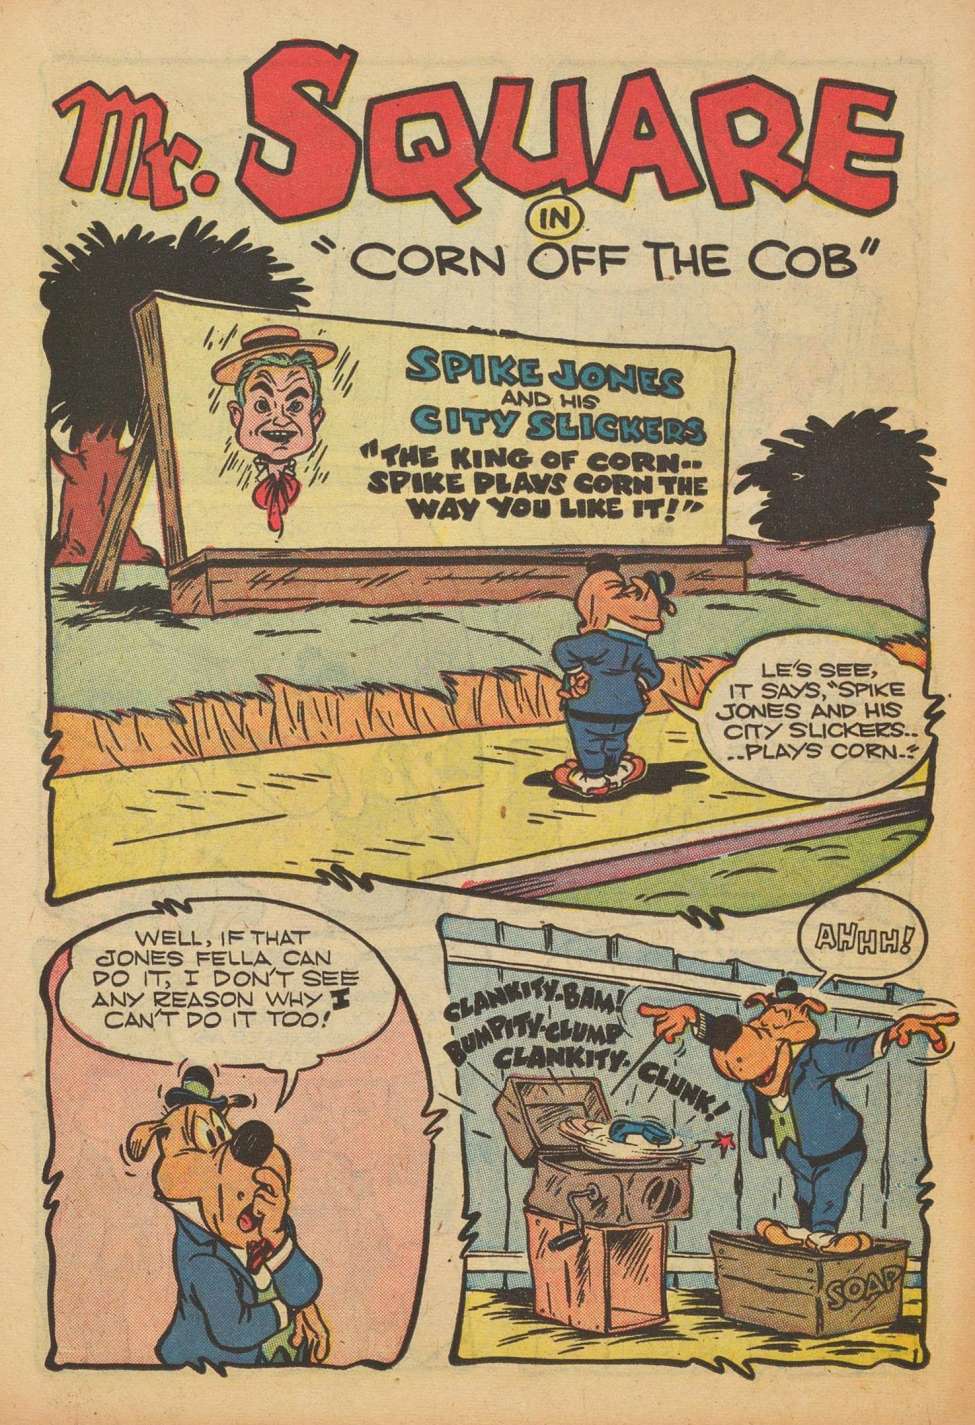 Mr. SQUARE
IN
"CORN OFF THE COB"
SPIKE JONES
AND HIS
CITY SLICKERS
"THE KING OF CORN--
SPIKE PLAYS CORN THE
WAY YOU LIKE IT!"
LE'S SEE,
IT SAYS, "SPIKE
JONES AND HIS
CITY SLICKERS..
..PLAYS CORN..."
WELL, IF THAT
JONES FELLA CAN
DO IT, I DON'T SEE
ANY REASON WHY I
CAN'T DO IT TOO!
AHHH!
CLANKITY-BAM!
BUMPITY-CLUMP
CLANKITY-
CLUNK!
SOAP